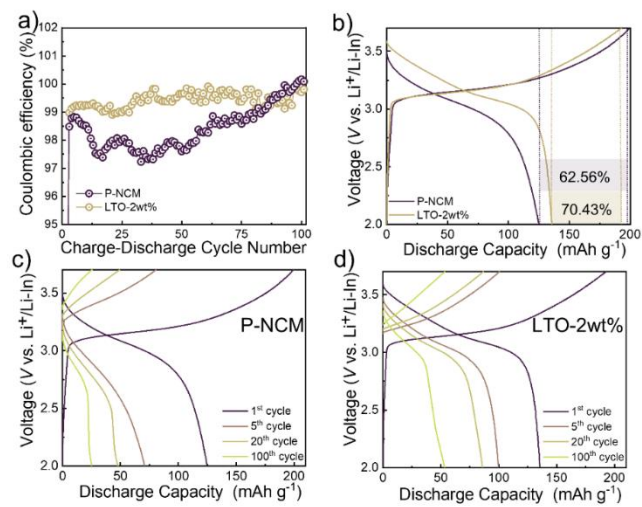 a)
Coulombic efficiency (%)
102
101
100
99
98
97
96
95
P-NCM
LTO-2wt%
0 25 50 75 100
Charge-Discharge Cycle Number
b)
Voltage (V vs. Li⁺/Li-In)
3.5
3.0
2.5
2.0
62.56%
70.43%
P-NCM
LTO-2wt%
0 50 100 150 200
Discharge Capacity (mAh g⁻¹)
c)
Voltage (V vs. Li⁺/Li-In)
3.5
3.0
2.5
2.0
P-NCM
1ˢᵗ cycle
5ᵗʰ cycle
20ᵗʰ cycle
100ᵗʰ cycle
0 50 100 150 200
Discharge Capacity (mAh g⁻¹)
d)
Voltage (V vs. Li⁺/Li-In)
3.5
3.0
2.5
2.0
LTO-2wt%
1ˢᵗ cycle
5ᵗʰ cycle
20ᵗʰ cycle
100ᵗʰ cycle
0 50 100 150 200
Discharge Capacity (mAh g⁻¹)